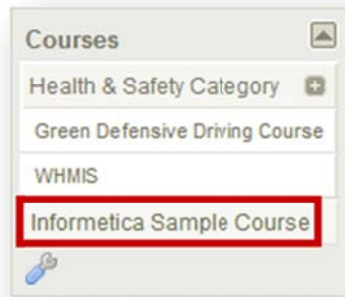 Courses
Health & Safety Category
Green Defensive Driving Course
WHMIS
Informetica Sample Course